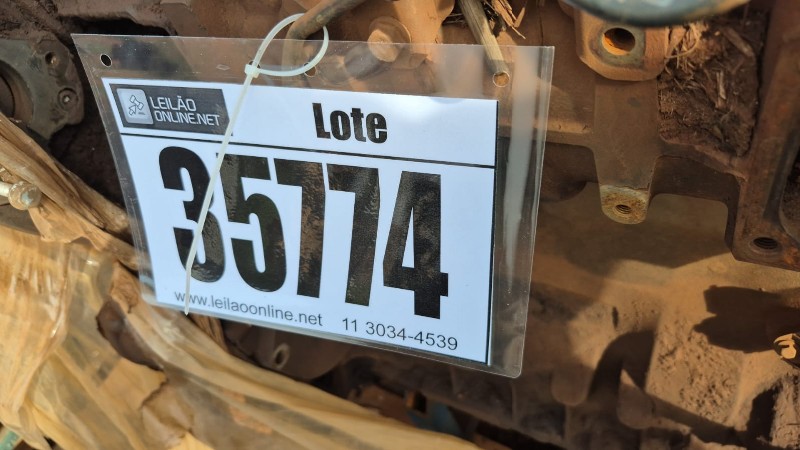 LEILÃO
ONLINE.NET
Lote
35774
www.leilaoonline.net 11 3034-4539